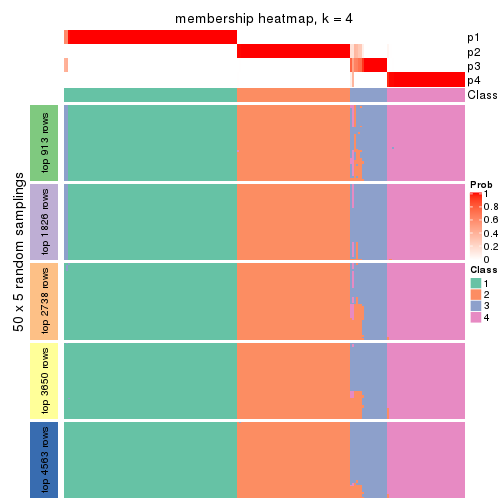 membership heatmap, k = 4
p1
p2
p3
p4
Class
50 x 5 random samplings
top 913 rows
top 1826 rows
top 2738 rows
top 3650 rows
top 4563 rows
Prob
1
0.8
0.6
0.4
0.2
0
Class
1
2
3
4